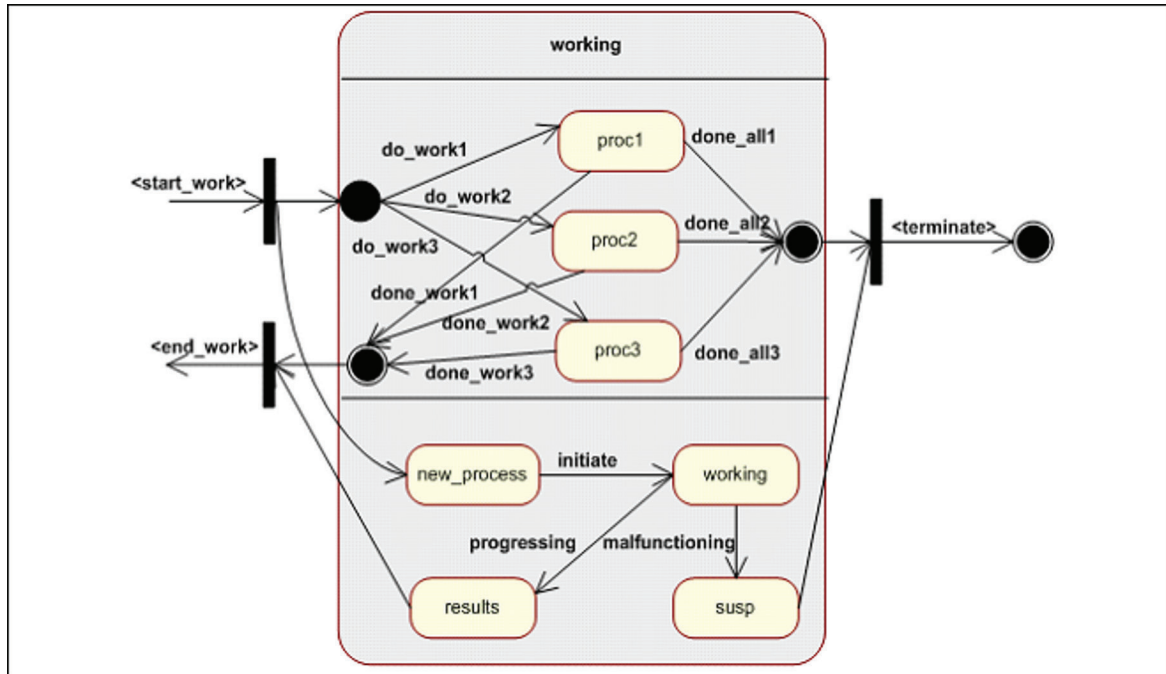 working
do_work1
proc1
done_all1
<start_work>
do_work2
done_all2
<terminate>
do_work3
proc2
done_work1
done_work2
<end_work>
proc3
done_all3
done_work3
new_process
initiate
working
progressing
malfunctioning
results
susp